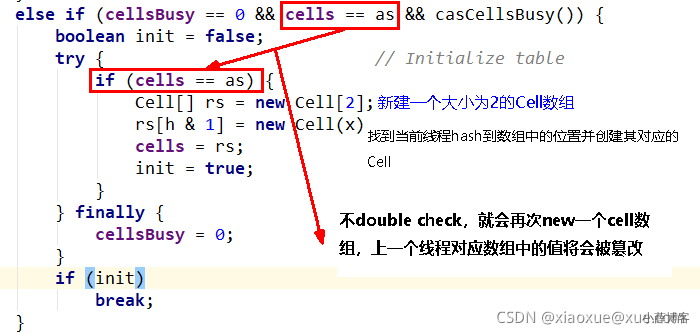 else if (cellsBusy == 0 && cells == as && casCellsBusy()) {
boolean init = false;
try { // Initialize table
if (cells == as) {
Cell[] rs = new Cell[2]; 新建一个大小为2的Cell数组
rs[h & 1] = new Cell(x) 找到当前线程hash到数组中的位置并创建其对应的
cells = rs; Cell
init = true;
}
} finally {
cellsBusy = 0;
}
不double check，就会再次new一个cell数
组，上一个线程对应数组中的值将会被篡改
if (init)
break;
}
CSDN @xiaoxue@xue